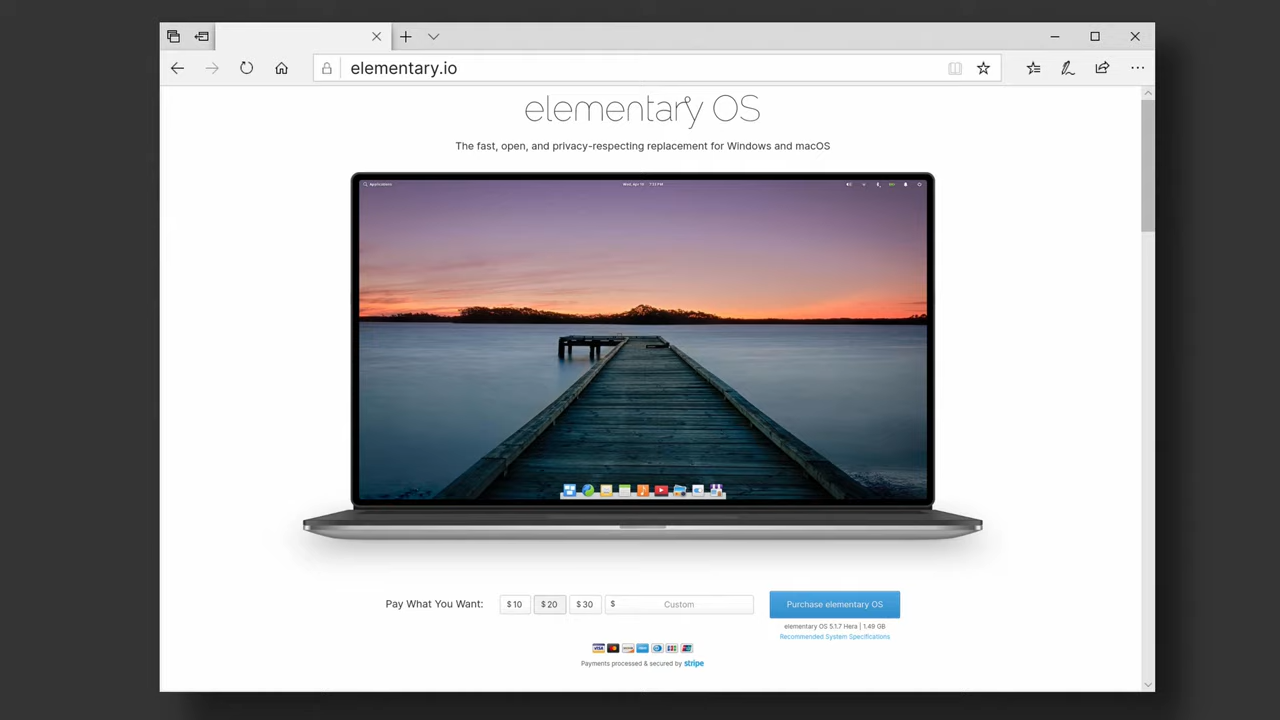 elementary.io
elementary OS
The fast, open, and privacy-respecting replacement for Windows and macOS
Applications
Pay What You Want:
$ 10
$ 20
$ 30
$ Custom
Purchase elementary OS
elementary OS 5.1.7 Hera | 1.49 GB
Recommended System Specifications
VISA
Payments processed & secured by stripe